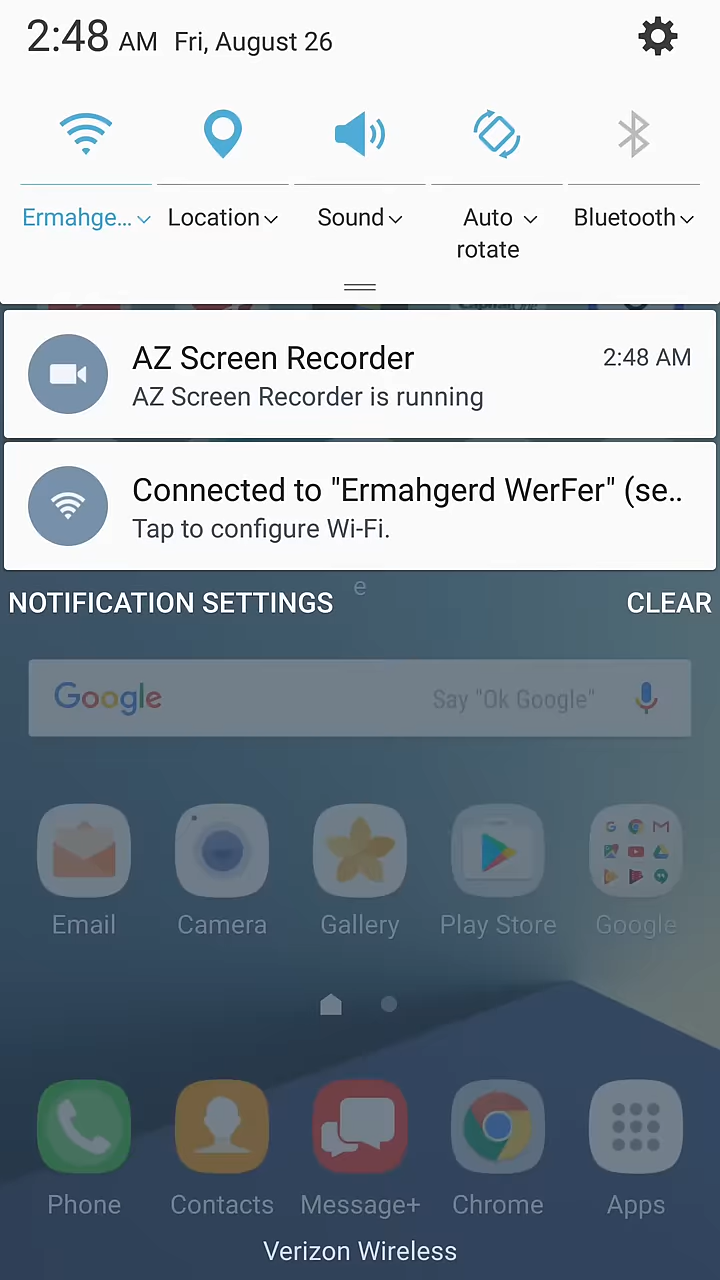 2:48 AM Fri, August 26
Ermahge... Location Sound Auto rotate Bluetooth
AZ Screen Recorder 2:48 AM
AZ Screen Recorder is running
Connected to "Ermahgerd WerFer" (se..
Tap to configure Wi-Fi.
e
NOTIFICATION SETTINGS CLEAR
Google Say "Ok Google"
Email Camera Gallery Play Store Google
Phone Contacts Message+ Chrome Apps
Verizon Wireless